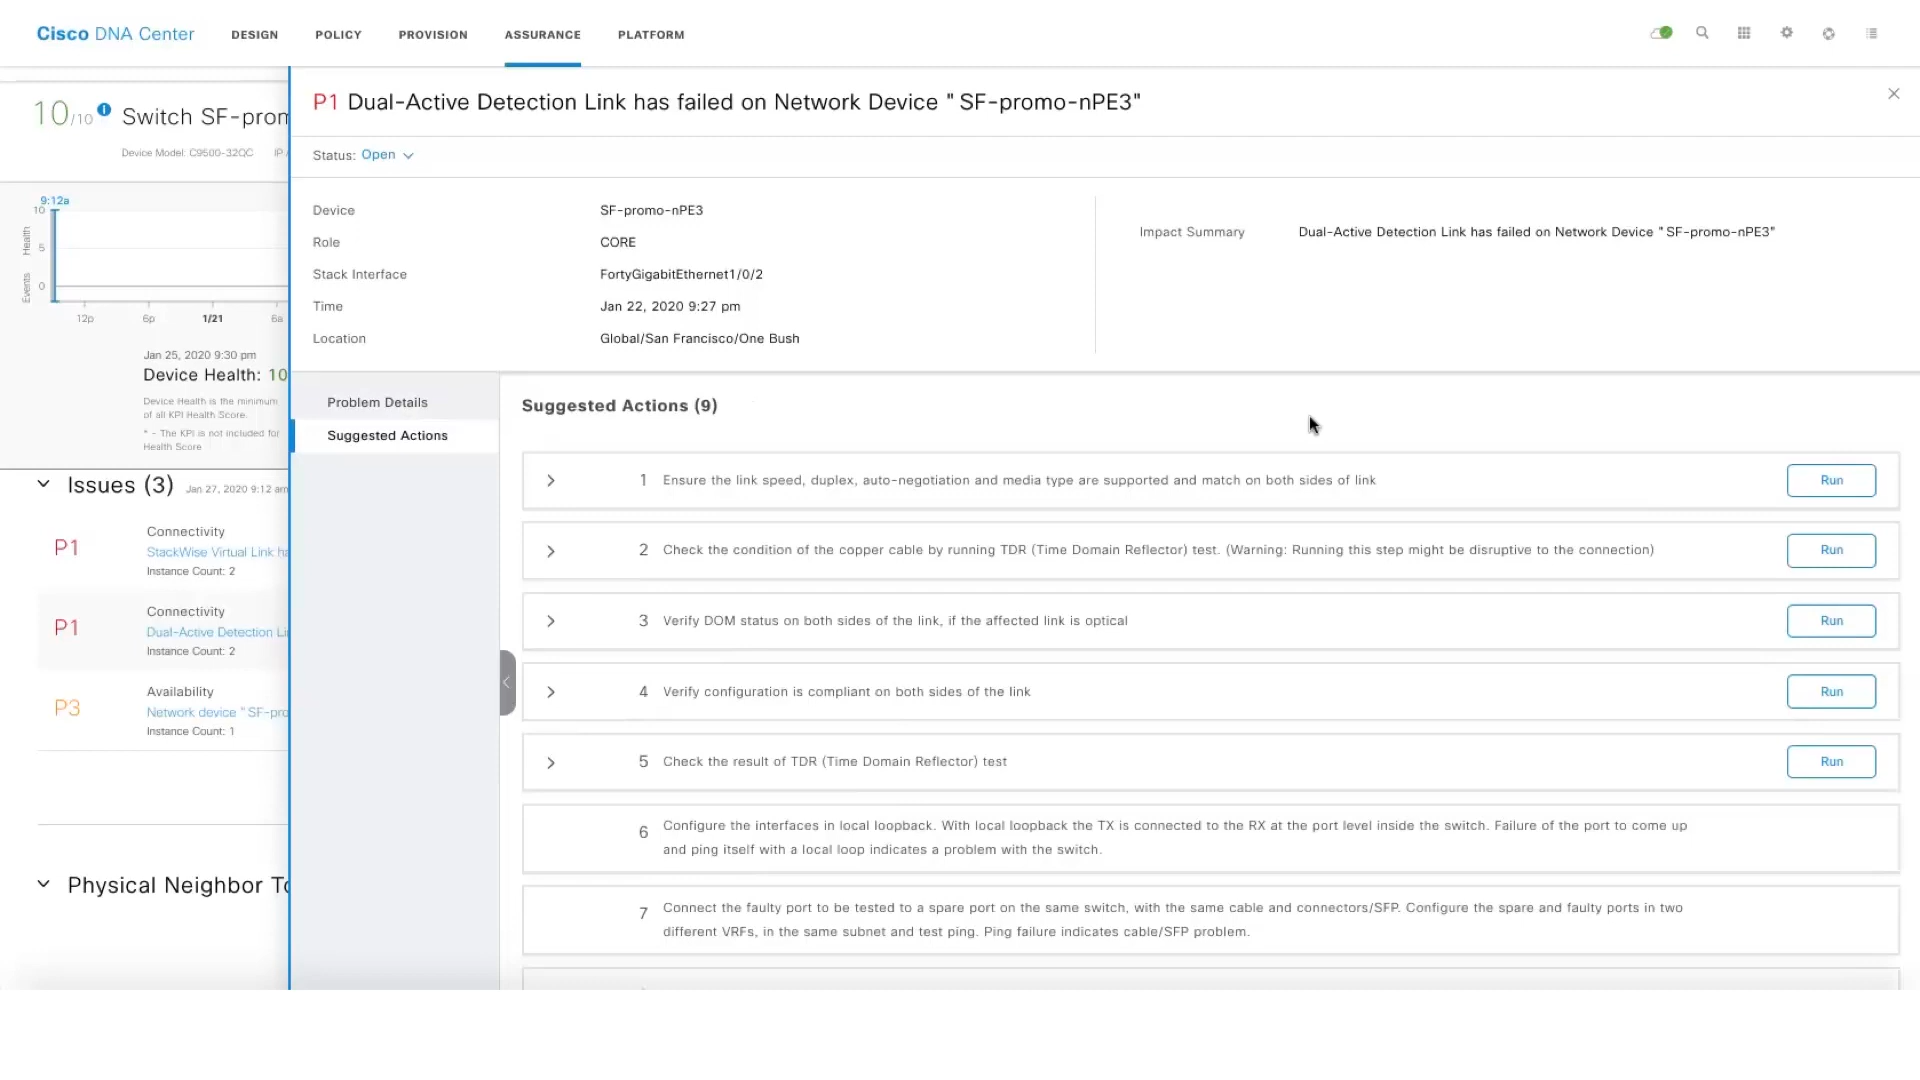 Cisco DNA Center
DESIGN
POLICY
PROVISION
ASSURANCE
PLATFORM
10/10
Switch SF-prom
Device Model: C9500-32QC
9:12a
10
5
0
Health
Events
12p
6p
1/21
6a
Jan 25, 2020 9:30 pm
Device Health: 10
Device Health is the minimum
of all KPI Health Score.
* - The KPI is not included for
Health Score
Issues (3) Jan 27, 2020 9:12 am
P1
Connectivity
StackWise Virtual Link ha
Instance Count: 2
P1
Connectivity
Dual-Active Detection Li
Instance Count: 2
P3
Availability
Network device "SF-pro
Instance Count: 1
Physical Neighbor To
P1 Dual-Active Detection Link has failed on Network Device "SF-promo-nPE3"
Status: Open
Device SF-promo-nPE3
Role CORE
Stack Interface FortyGigabitEthernet1/0/2
Time Jan 22, 2020 9:27 pm
Location Global/San Francisco/One Bush
Impact Summary Dual-Active Detection Link has failed on Network Device "SF-promo-nPE3"
Problem Details
Suggested Actions
Suggested Actions (9)
1 Ensure the link speed, duplex, auto-negotiation and media type are supported and match on both sides of link Run
2 Check the condition of the copper cable by running TDR (Time Domain Reflector) test. (Warning: Running this step might be disruptive to the connection) Run
3 Verify DOM status on both sides of the link, if the affected link is optical Run
4 Verify configuration is compliant on both sides of the link Run
5 Check the result of TDR (Time Domain Reflector) test Run
6 Configure the interfaces in local loopback. With local loopback the TX is connected to the RX at the port level inside the switch. Failure of the port to come up
and ping itself with a local loop indicates a problem with the switch.
7 Connect the faulty port to be tested to a spare port on the same switch, with the same cable and connectors/SFP. Configure the spare and faulty ports in two
different VRFs, in the same subnet and test ping. Ping failure indicates cable/SFP problem.